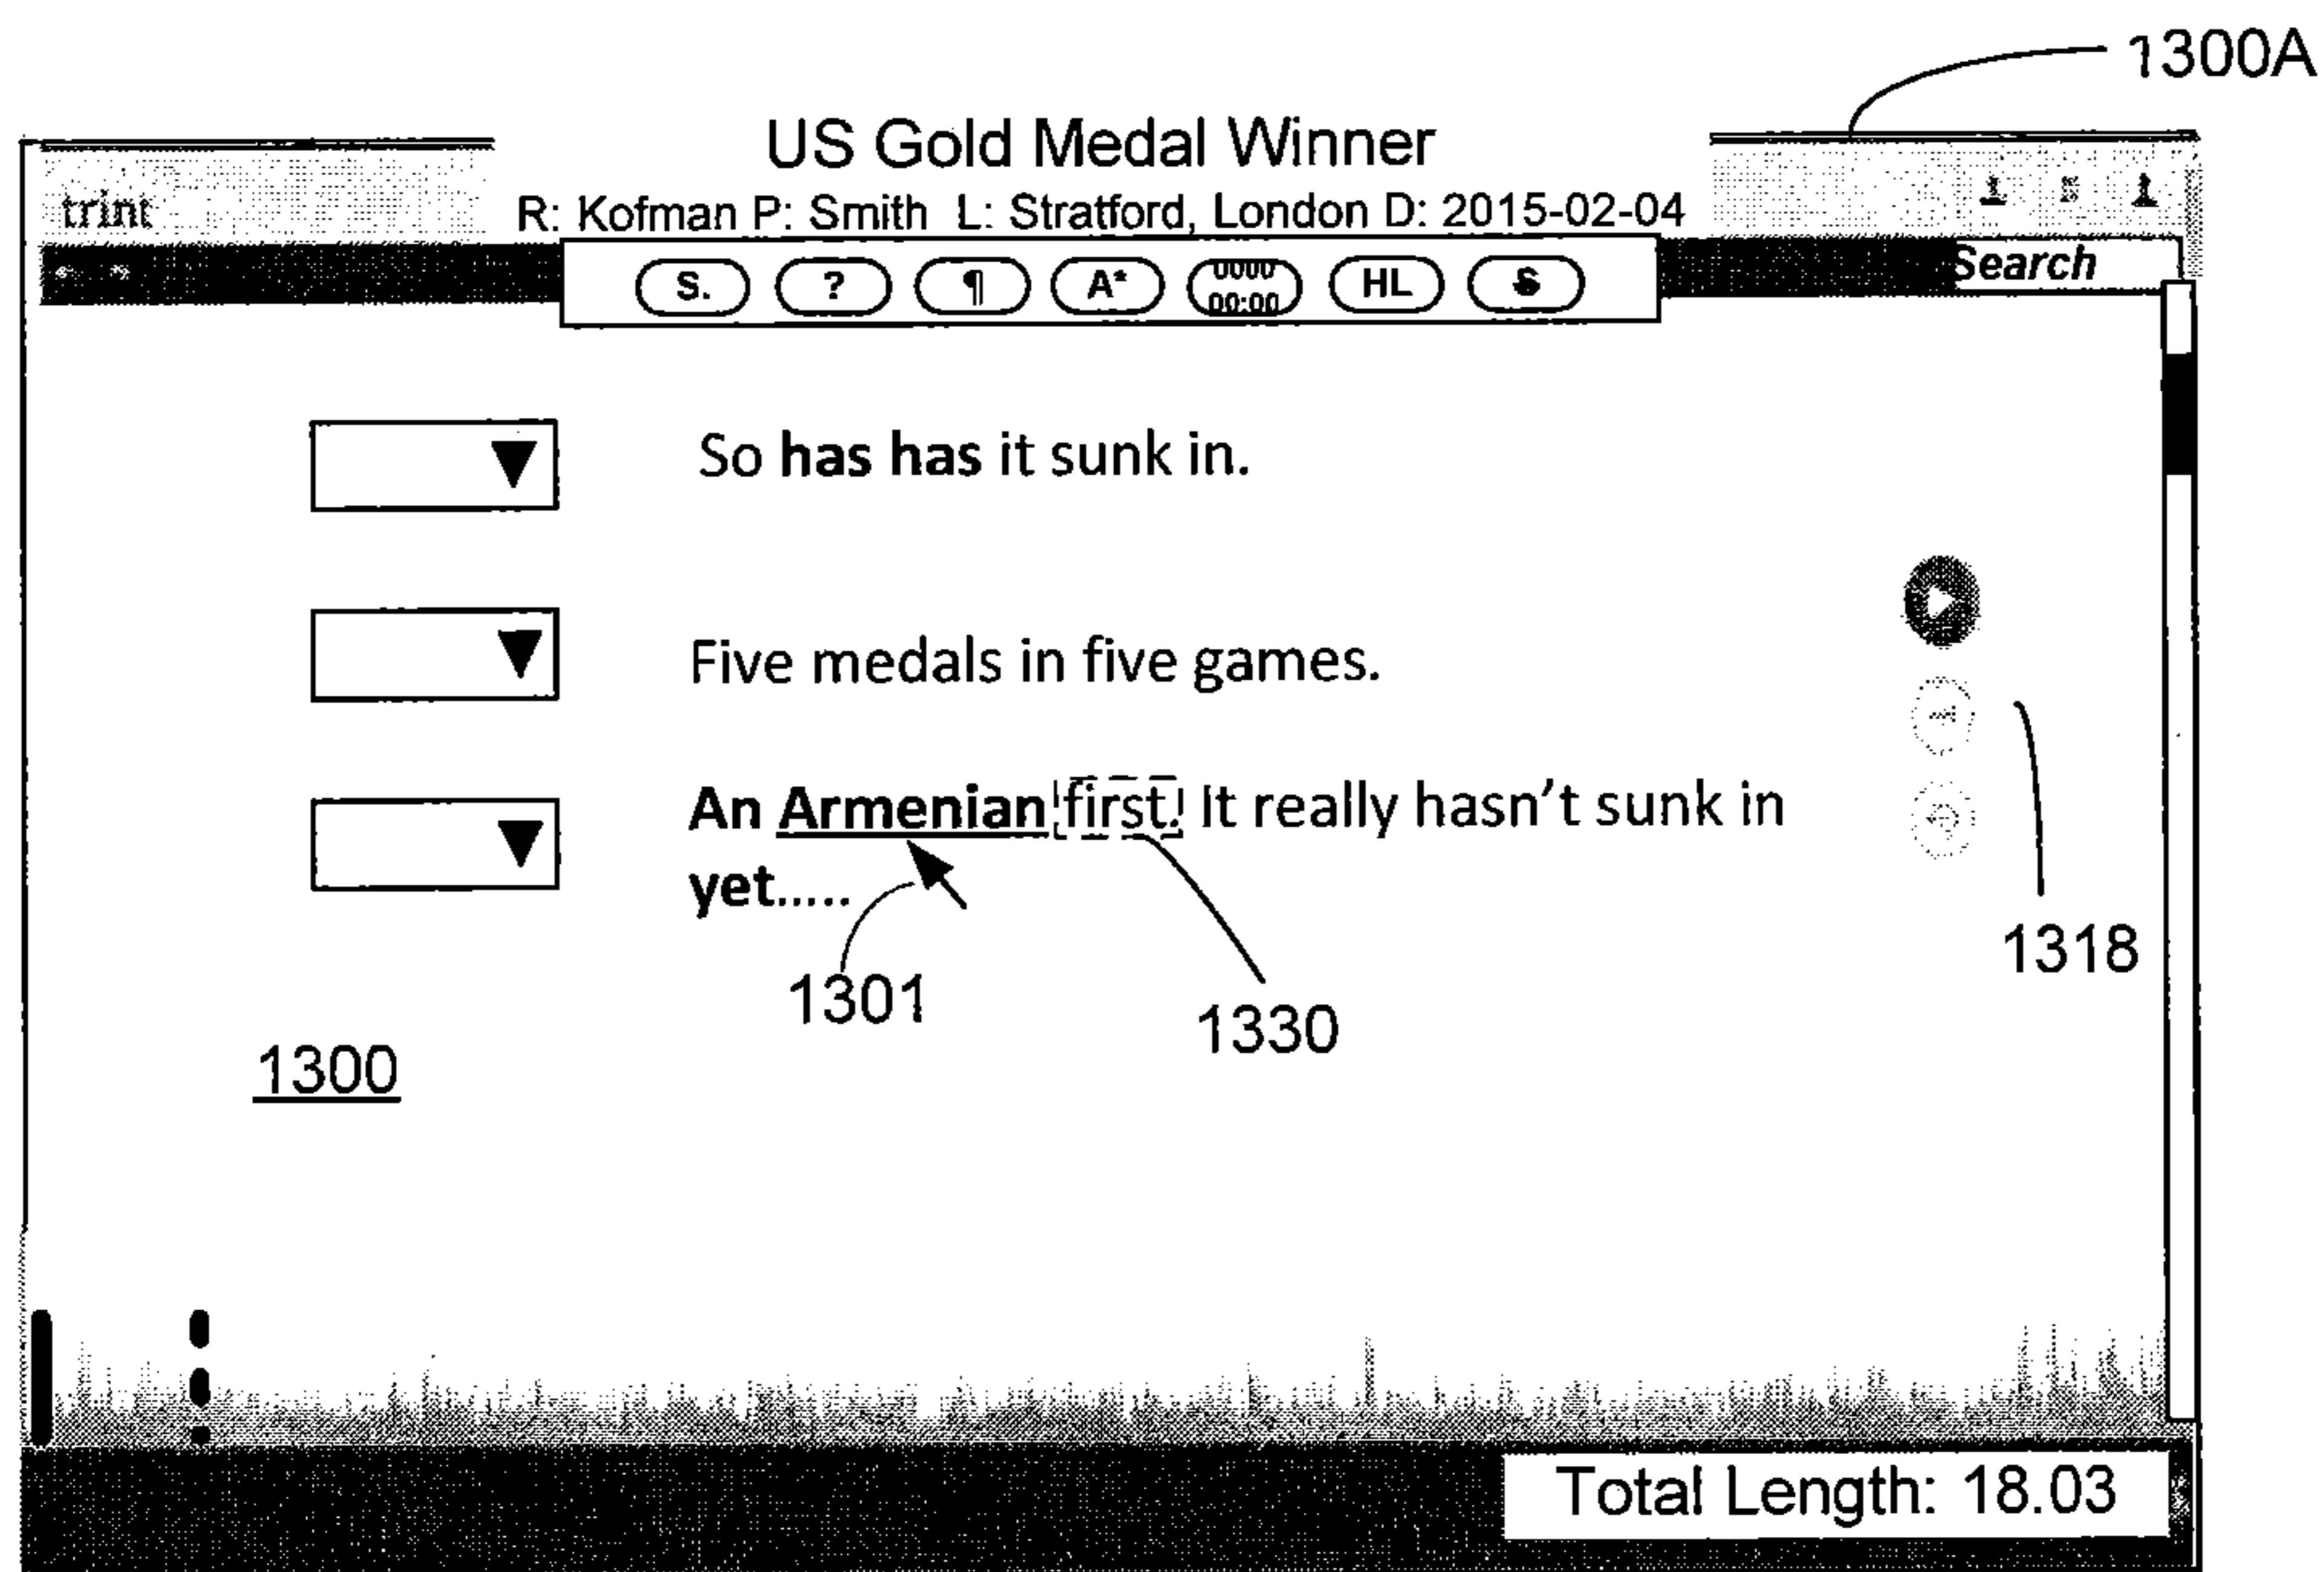 1300A
US Gold Medal Winner
trint
R: Kofman P: Smith L: Stratford, London D: 2015-02-04
S. ? ¶ A* 0000 00:00 HL S
Search
So has has it sunk in.
Five medals in five games.
An Armenian first. It really hasn't sunk in
yet.....
1318
1301
1330
1300
Total Length: 18.03